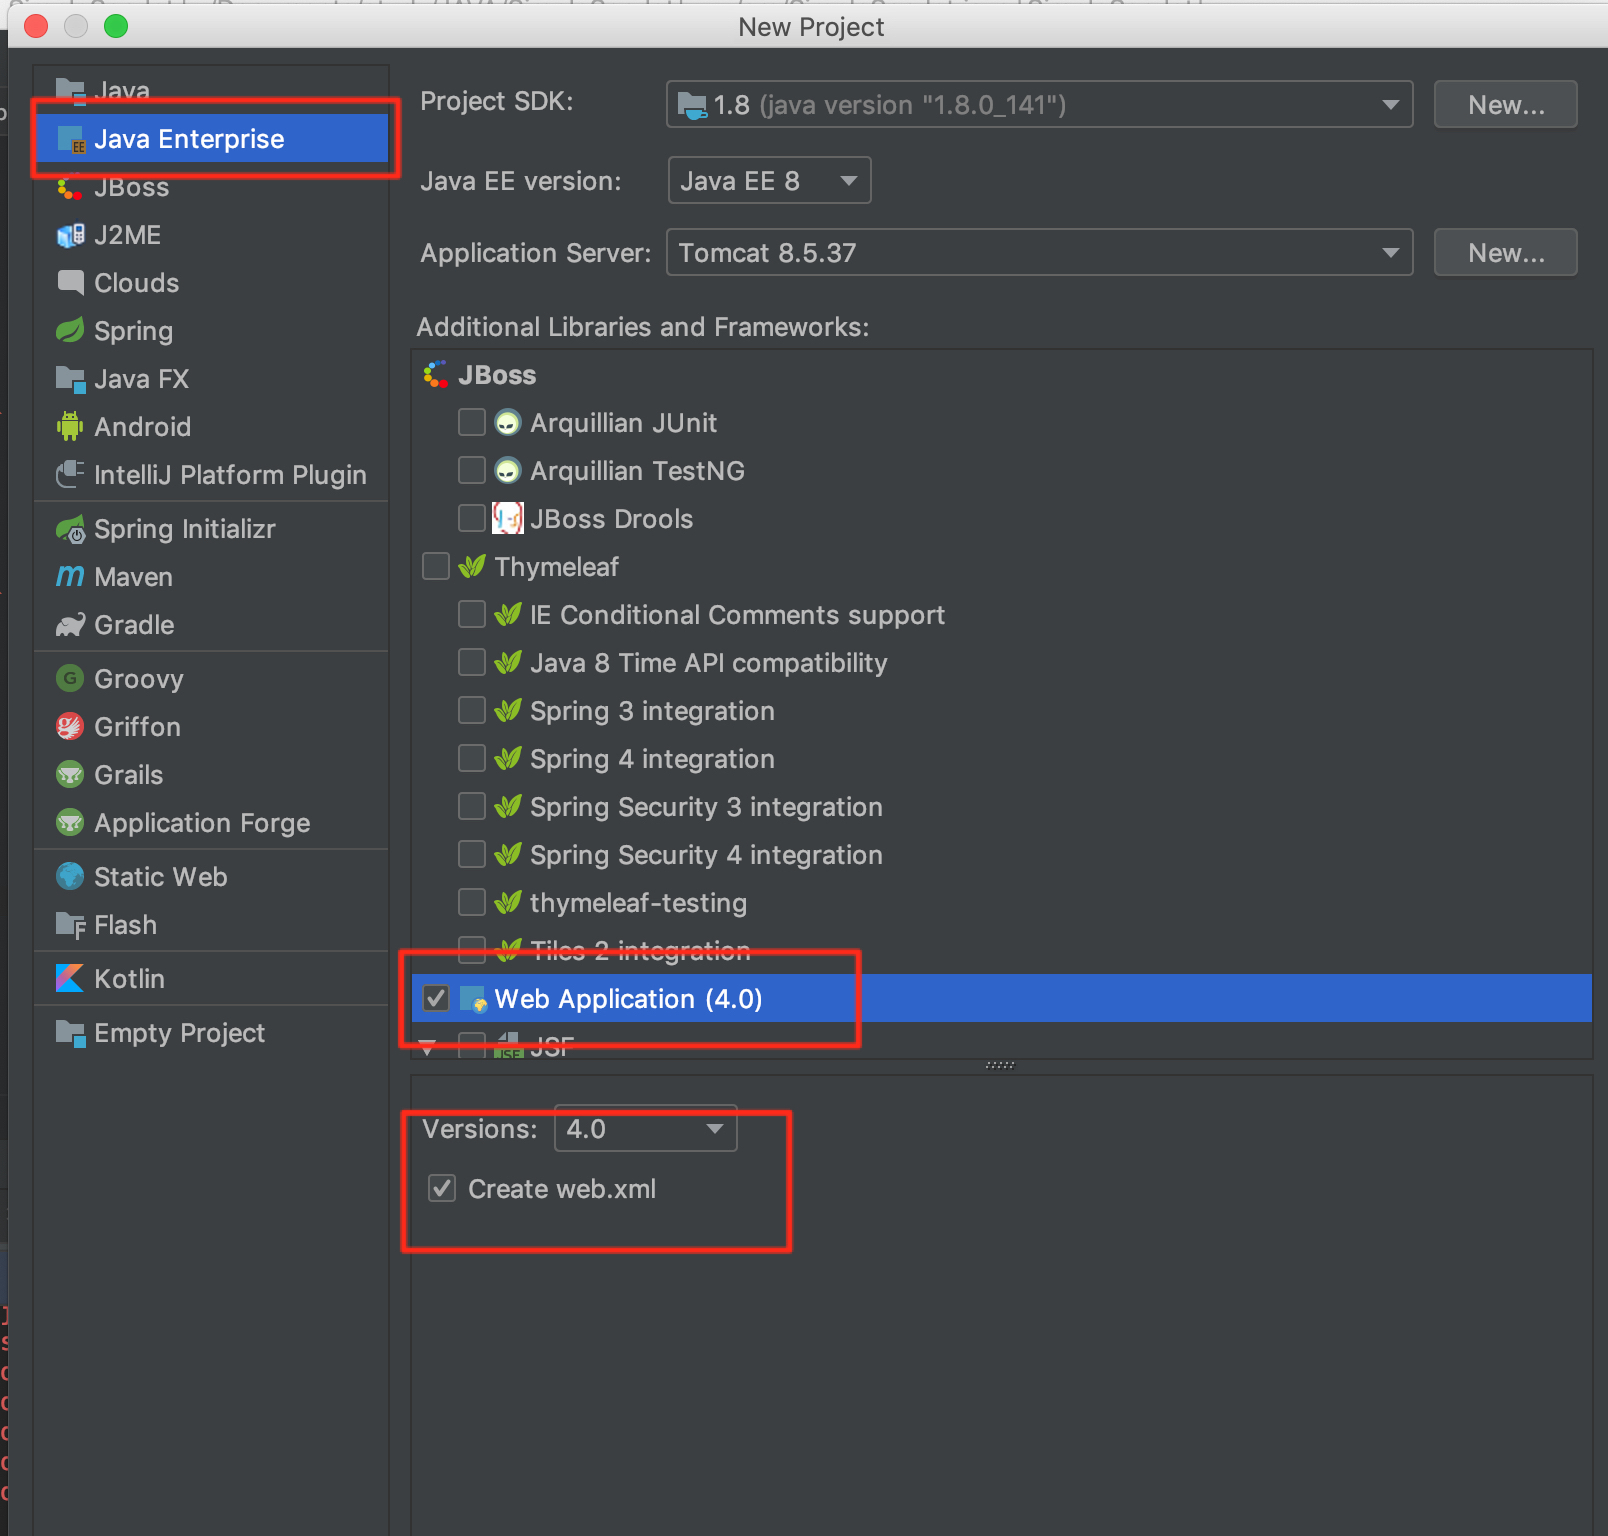 New Project
Java
Java Enterprise
JBoss
J2ME
Clouds
Spring
Java FX
Android
IntelliJ Platform Plugin
Spring Initializr
Maven
Gradle
Groovy
Griffon
Grails
Application Forge
Static Web
Flash
Kotlin
Empty Project
Project SDK: 1.8 (java version "1.8.0_141") New...
Java EE version: Java EE 8
Application Server: Tomcat 8.5.37 New...
Additional Libraries and Frameworks:
JBoss
Arquillian JUnit
Arquillian TestNG
JBoss Drools
Thymeleaf
IE Conditional Comments support
Java 8 Time API compatibility
Spring 3 integration
Spring 4 integration
Spring Security 3 integration
Spring Security 4 integration
thymeleaf-testing
Tiles 2 integration
Web Application (4.0)
JSF
Versions: 4.0
Create web.xml